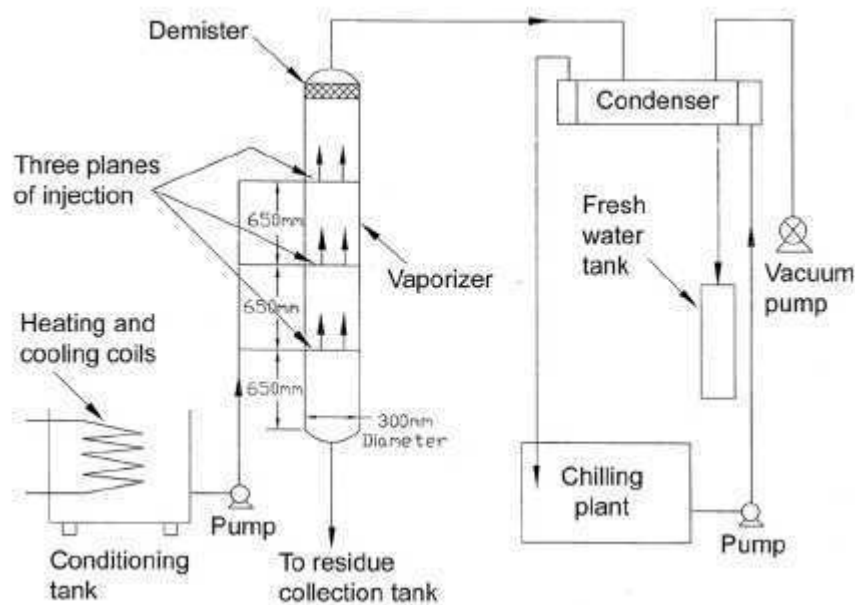 Demister
Three planes
of injection
650mm
650mm
650mm
Vaporizer
300mm
Diameter
Heating and
cooling coils
Pump
Conditioning
tank
To residue
collection tank
Condenser
Fresh
water
tank
Vacuum
pump
Chilling
plant
Pump